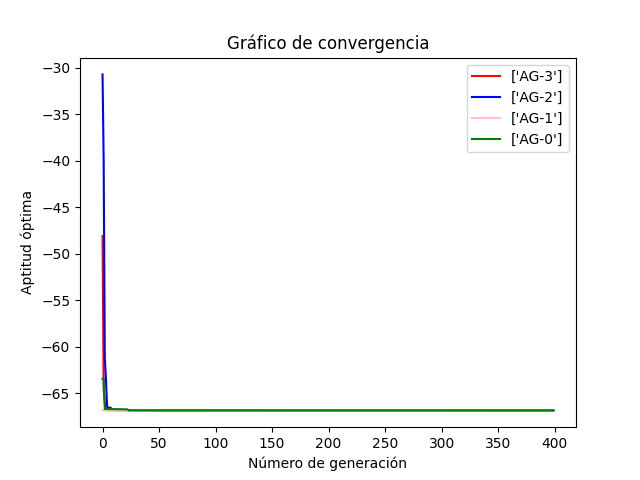 Gráfico de convergencia
−30
−35
−40
−45
−50
−55
−60
−65
Aptitud óptima
['AG-3']
['AG-2']
['AG-1']
['AG-0']
0 50 100 150 200 250 300 350 400
Número de generación